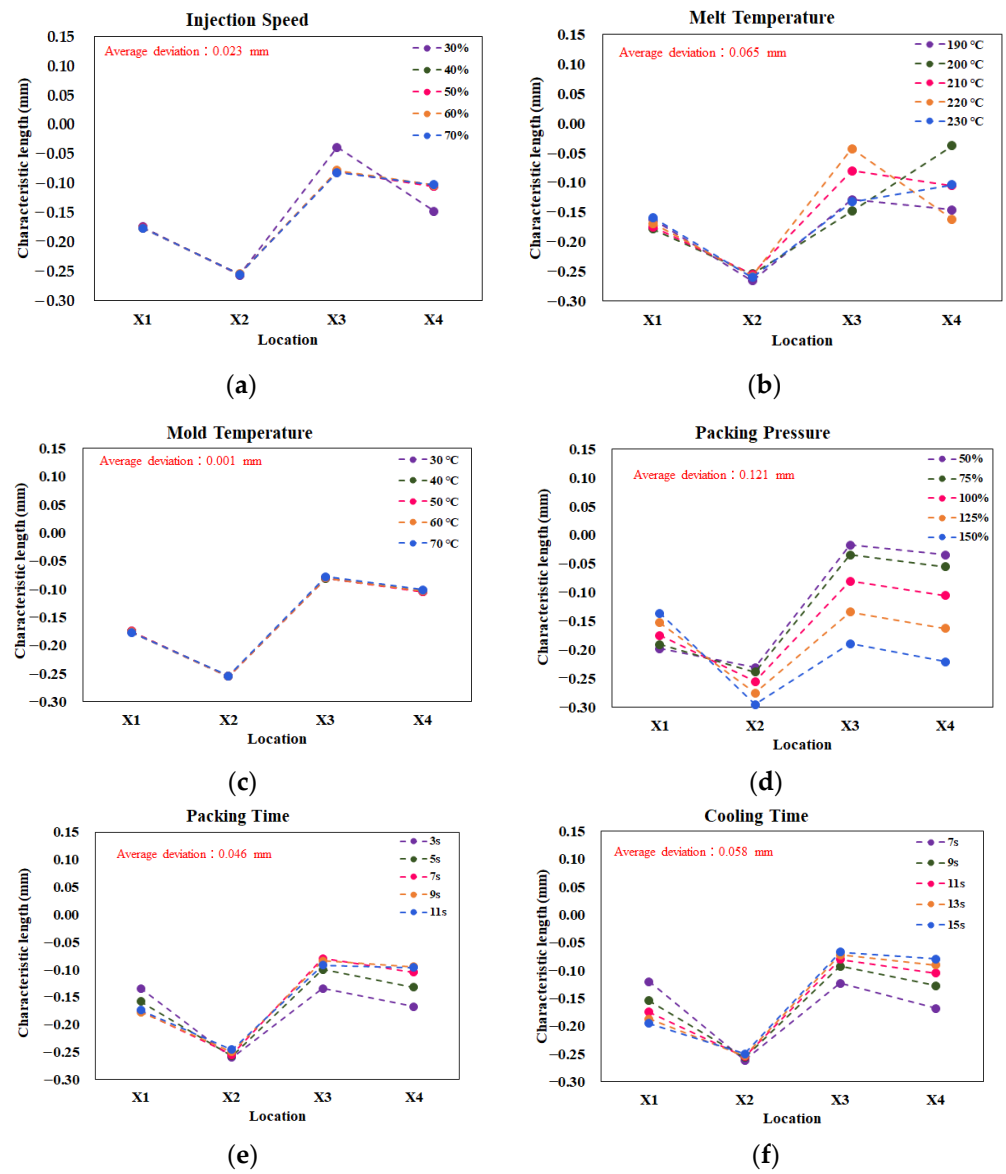 Injection Speed
Average deviation：0.023 mm
30%
40%
50%
60%
70%
0.15
0.10
0.05
0.00
−0.05
−0.10
−0.15
−0.20
−0.25
−0.30
Characteristic length (mm)
X1 X2 X3 X4
Location
(a)
Melt Temperature
Average deviation：0.065 mm
190 ℃
200 ℃
210 ℃
220 ℃
230 ℃
0.15
0.10
0.05
0.00
−0.05
−0.10
−0.15
−0.20
−0.25
−0.30
Characteristic length (mm)
X1 X2 X3 X4
Location
(b)
Mold Temperature
Average deviation：0.001 mm
30 ℃
40 ℃
50 ℃
60 ℃
70 ℃
0.15
0.10
0.05
0.00
−0.05
−0.10
−0.15
−0.20
−0.25
−0.30
Characteristic length (mm)
X1 X2 X3 X4
Location
(c)
Packing Pressure
Average deviation：0.121 mm
50%
75%
100%
125%
150%
0.15
0.10
0.05
0.00
−0.05
−0.10
−0.15
−0.20
−0.25
−0.30
Characteristic length (mm)
X1 X2 X3 X4
Location
(d)
Packing Time
Average deviation：0.046 mm
3s
5s
7s
9s
11s
0.15
0.10
0.05
0.00
−0.05
−0.10
−0.15
−0.20
−0.25
−0.30
Characteristic length (mm)
X1 X2 X3 X4
Location
(e)
Cooling Time
Average deviation：0.058 mm
7s
9s
11s
13s
15s
0.15
0.10
0.05
0.00
−0.05
−0.10
−0.15
−0.20
−0.25
−0.30
Characteristic length (mm)
X1 X2 X3 X4
Location
(f)